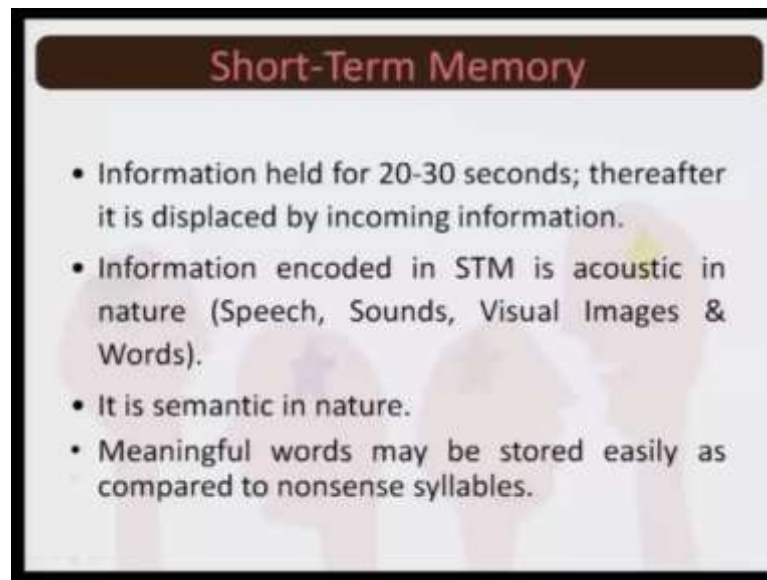 Short-Term Memory
• Information held for 20-30 seconds; thereafter
it is displaced by incoming information.
• Information encoded in STM is acoustic in
nature (Speech, Sounds, Visual Images &
Words).
• It is semantic in nature.
• Meaningful words may be stored easily as
compared to nonsense syllables.